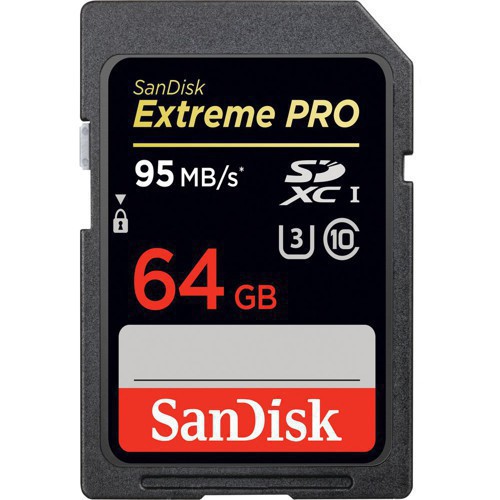 SanDisk
Extreme PRO
95 MB/s*
SD
XC I
3 10
64 GB
SanDisk